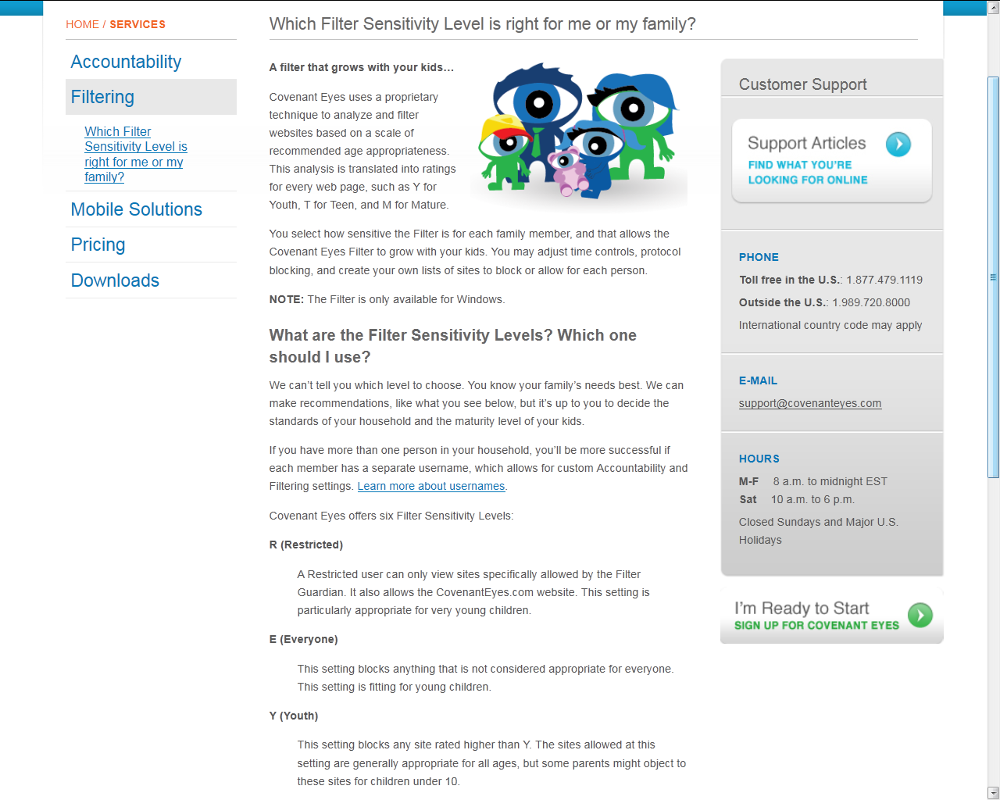 HOME / SERVICES
Accountability
Filtering
Which Filter
Sensitivity Level is
right for me or my
family?
Mobile Solutions
Pricing
Downloads
Which Filter Sensitivity Level is right for me or my family?
A filter that grows with your kids…
Covenant Eyes uses a proprietary
technique to analyze and filter
websites based on a scale of
recommended age appropriateness.
This analysis is translated into ratings
for every web page, such as Y for
Youth, T for Teen, and M for Mature.
You select how sensitive the Filter is for each family member, and that allows the
Covenant Eyes Filter to grow with your kids. You may adjust time controls, protocol
blocking, and create your own lists of sites to block or allow for each person.
NOTE: The Filter is only available for Windows.
What are the Filter Sensitivity Levels? Which one
should I use?
We can’t tell you which level to choose. You know your family’s needs best. We can
make recommendations, like what you see below, but it’s up to you to decide the
standards of your household and the maturity level of your kids.
If you have more than one person in your household, you’ll be more successful if
each member has a separate username, which allows for custom Accountability and
Filtering settings. Learn more about usernames.
Covenant Eyes offers six Filter Sensitivity Levels:
R (Restricted)
A Restricted user can only view sites specifically allowed by the Filter
Guardian. It also allows the CovenantEyes.com website. This setting is
particularly appropriate for very young children.
E (Everyone)
This setting blocks anything that is not considered appropriate for everyone.
This setting is fitting for young children.
Y (Youth)
This setting blocks any site rated higher than Y. The sites allowed at this
setting are generally appropriate for all ages, but some parents might object to
these sites for children under 10.
Customer Support
Support Articles
FIND WHAT YOU'RE
LOOKING FOR ONLINE
PHONE
Toll free in the U.S.: 1.877.479.1119
Outside the U.S.: 1.989.720.8000
International country code may apply
E-MAIL
support@covenanteyes.com
HOURS
M-F 8 a.m. to midnight EST
Sat 10 a.m. to 6 p.m.
Closed Sundays and Major U.S.
Holidays
I'm Ready to Start
SIGN UP FOR COVENANT EYES